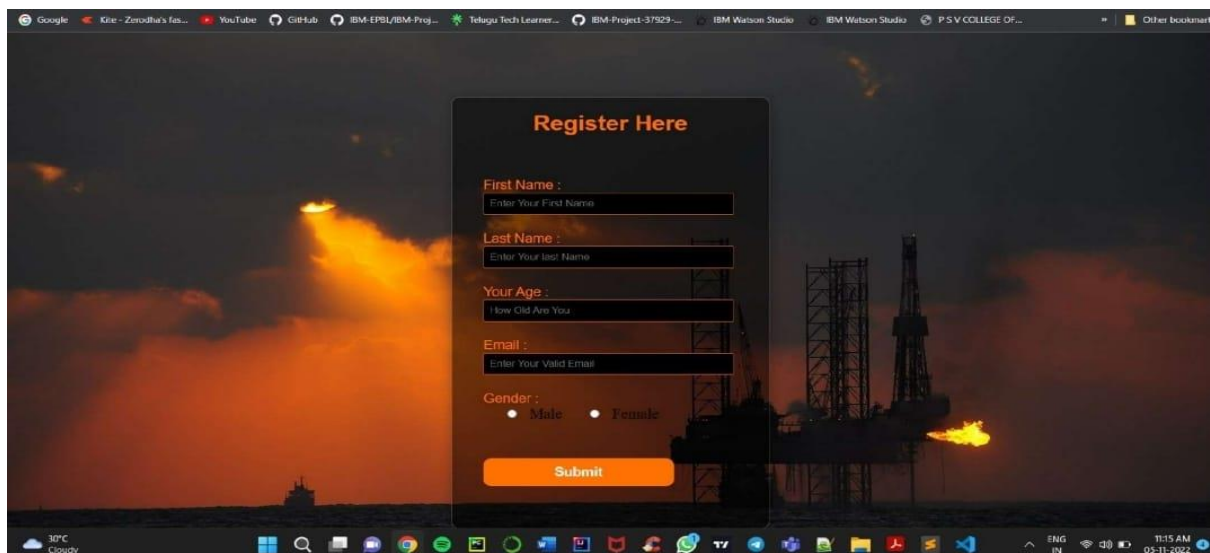 Google Kite - Zerodha's fas... YouTube GitHub IBM-EPBL/IBM-Proj... Telugu Tech Learner... IBM-Project-37929-... IBM Watson Studio IBM Watson Studio P S V COLLEGE OF... » Other bookmar
Register Here
First Name :
Enter Your First Name
Last Name :
Enter Your last Name
Your Age :
How Old Are You
Email :
Enter Your Valid Email
Gender :
Male Female
Submit
30°C
Cloudy
ENG
IN
11:15 AM
05-11-2022